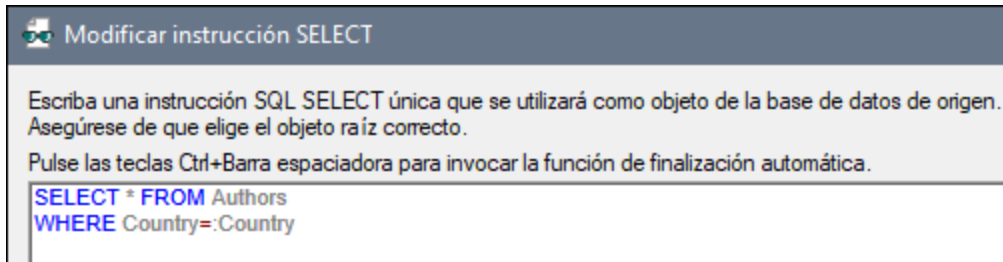 Modificar instrucción SELECT
Escriba una instrucción SQL SELECT única que se utilizará como objeto de la base de datos de origen.
Asegúrese de que elige el objeto raíz correcto.
Pulse las teclas Ctrl+Barra espaciadora para invocar la función de finalización automática.
SELECT * FROM Authors
WHERE Country=:Country